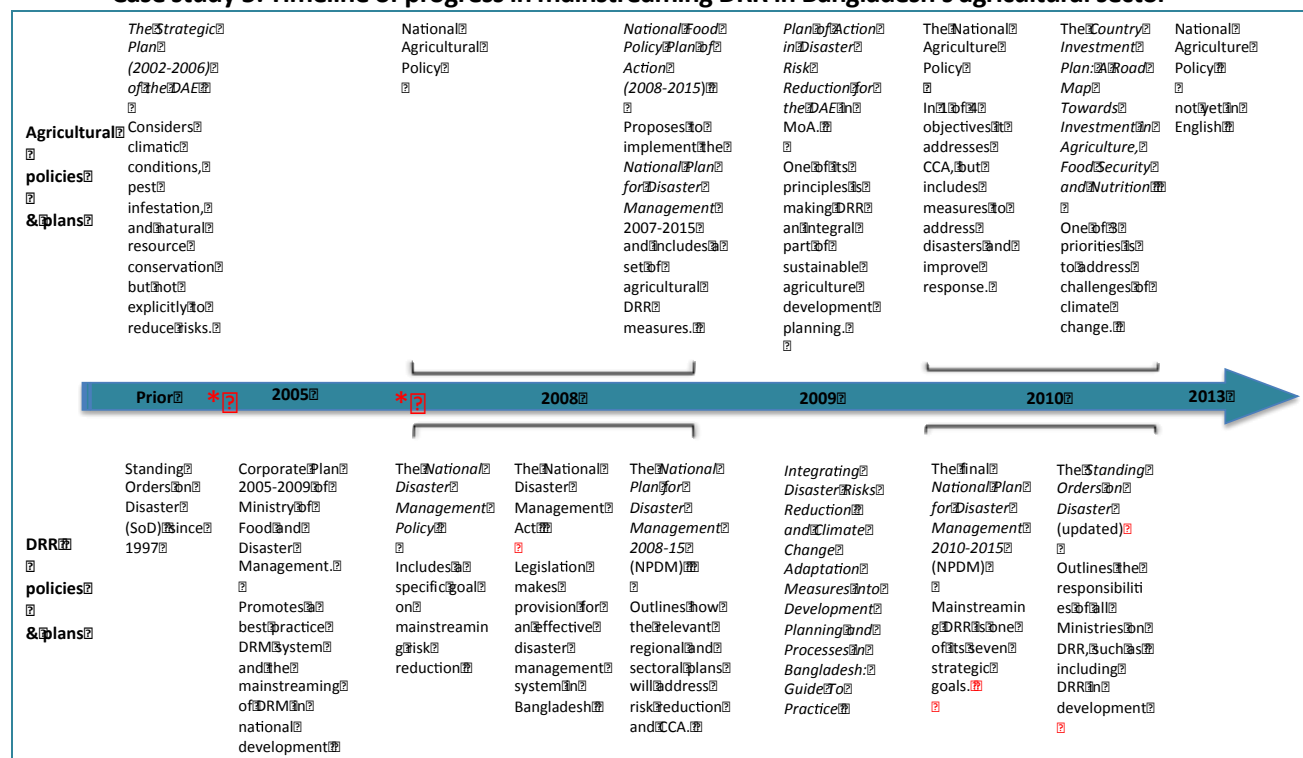 Case study Timeline of progress in mainstreaming DRR in Bangladesh's agricultural sector
Agricultural
policies
& plans
The Strategic
Plan
(2002-2006)
of the DAE
Considers
climatic
conditions,
pest
infestation,
and natural
resource
conservation
but not
explicitly to
reduce risks.
National
Agricultural
Policy
National Food
Policy Plan of
Action
(2008-2015)
Proposes to
implement the
National Plan
for Disaster
Management
2007-2015
and includes a
set of
agricultural
DRR
measures.
Plan of Action
in Disaster
Risk
Reduction for
the DAE in
MoA.
One of its
principles is
making DRR
an integral
part of
sustainable
agriculture
development
planning.
The National
Agriculture
Policy
In 1 of 4
objectives it
addresses
CCA, but
includes
measures to
address
disasters and
improve
response.
The Country
Investment
Plan: A Road
Map
Towards
Investment in
Agriculture,
Food Security
and Nutrition
One of 3
priorities is
to address
challenges of
climate
change.
National
Agriculture
Policy
not yet in
English
Prior * 2005 * 2008 2009 2010 2013
DRR
policies
& plans
Standing
Orders on
Disaster
(SoD) since
1997
Corporate Plan
2005-2009 of
Ministry of
Food and
Disaster
Management.
Promotes a
best practice
DRM system
and the
mainstreaming
of DRM in
national
development
The National
Disaster
Management
Policy
Includes a
specific goal
on
mainstreamin
g risk
reduction
The National
Disaster
Management
Act
Legislation
makes
provision for
an effective
disaster
management
system in
Bangladesh
The National
Plan for
Disaster
Management
2008-15
(NPDM)
Outlines how
the relevant
regional and
sectoral plans
will address
risk reduction
and CCA.
Integrating
Disaster Risks
Reduction
and Climate
Change
Adaptation
Measures into
Development
Planning and
Processes in
Bangladesh:
Guide To
Practice
The final
National Plan
for Disaster
Management
2010-2015
(NPDM)
Mainstreamin
g DRR is one
of its seven
strategic
goals.
The Standing
Orders on
Disaster
(updated)
Outlines the
responsibiliti
es of all
Ministries on
DRR, such as
including
DRR in
development